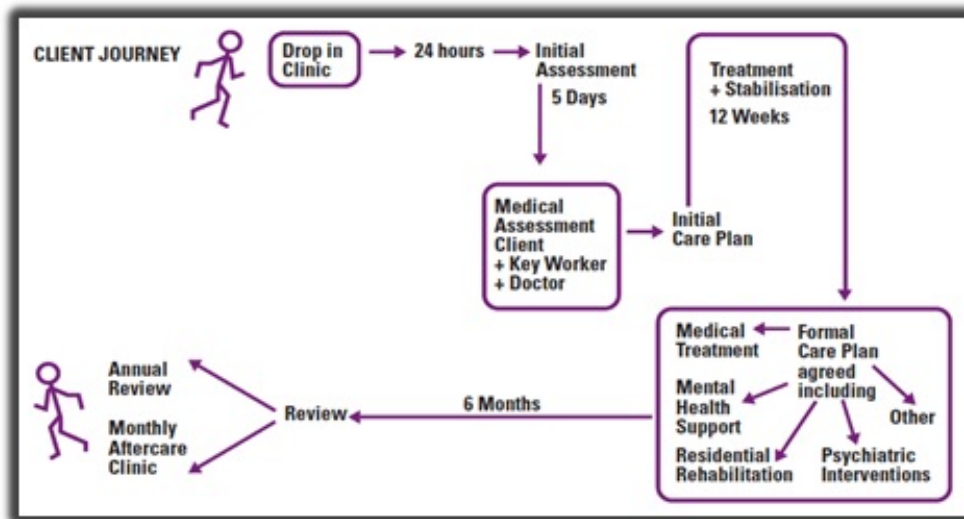 CLIENT JOURNEY
Drop in
Clinic
24 hours
Initial
Assessment
5 Days
Treatment
+ Stabilisation
12 Weeks
Medical
Assessment
Client
+ Key Worker
+ Doctor
Initial
Care Plan
Medical
Treatment
Formal
Care Plan
agreed
including
Mental
Health
Support
Other
Residential
Rehabilitation
Psychiatric
Interventions
6 Months
Review
Annual
Review
Monthly
Aftercare
Clinic